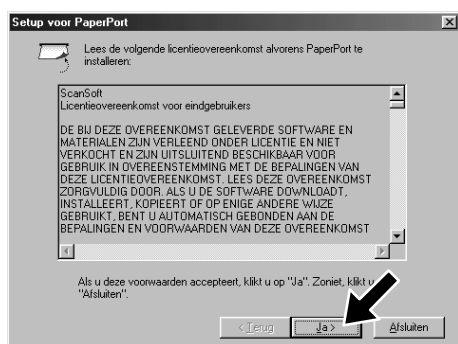 Setup voor PaperPort
Lees de volgende licentieovereenkomst alvorens PaperPort te
installeren:
ScanSoft
Licentieovereenkomst voor eindgebruikers
DE BIJ DEZE OVEREENKOMST GELEVERDE SOFTWARE EN
MATERIALEN ZIJN VERLEEND ONDER LICENTIE EN NIET
VERKOCHT EN ZIJN UITSLUITEND BESCHIKBAAR VOOR
GEBRUIK IN OVEREENSTEMMING MET DE BEPALINGEN VAN
DEZE LICENTIEOVEREENKOMST. LEES DEZE OVEREENKOMST
ZORGVULDIG DOOR. ALS U DE SOFTWARE DOWNLOADT,
INSTALLEERT, KOPIEERT OF OP ENIGE ANDERE WIJZE
GEBRUIKT, BENT U AUTOMATISCH GEBONDEN AAN DE
BEPALINGEN EN VOORWAARDEN VAN DEZE OVEREENKOMST
Als u deze voorwaarden accepteert, klikt u op "Ja". Zoniet, klikt u
"Afsluiten".
< Terug
Ja >
Afsluiten